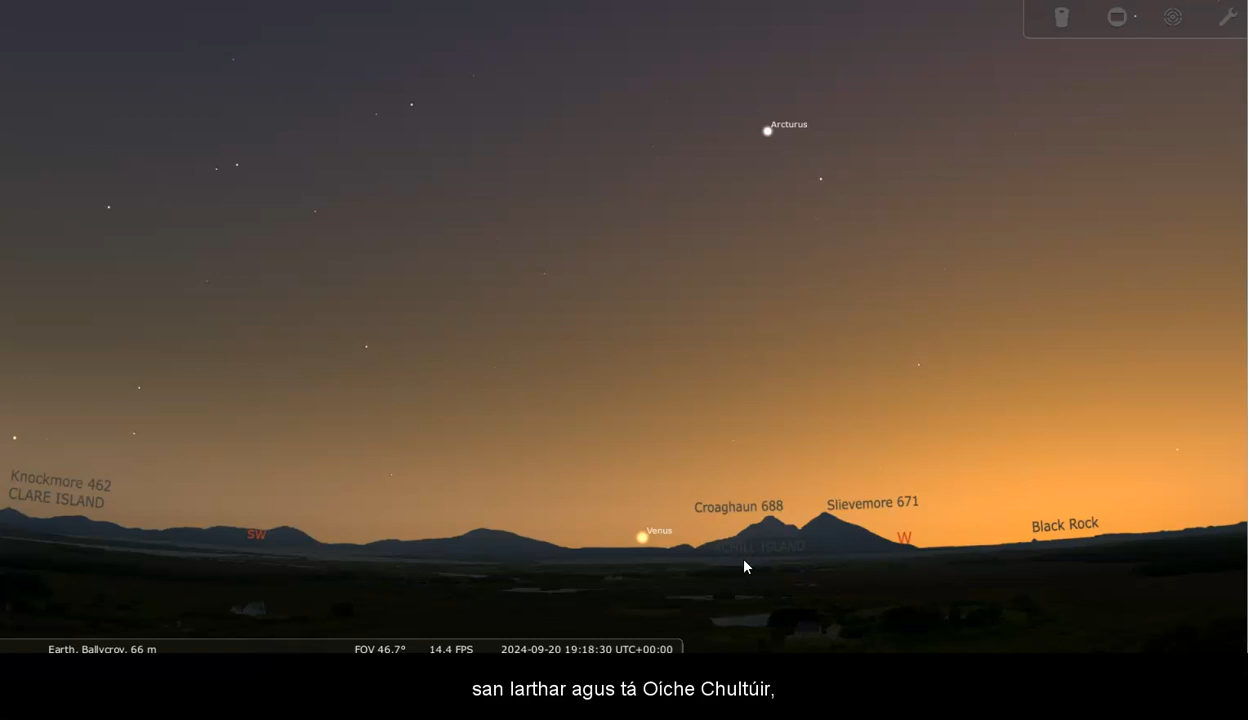 Arcturus
Knockmore 462
CLARE ISLAND
SW
Venus
Croaghaun 688
Slievemore 671
ACHILL ISLAND
W
Black Rock
Earth, Ballycroy, 66 m
FOV 46.7°
14.4 FPS
2024-09-20 19:18:30 UTC+00:00
san Iarthar agus tá Oíche Chultúir,